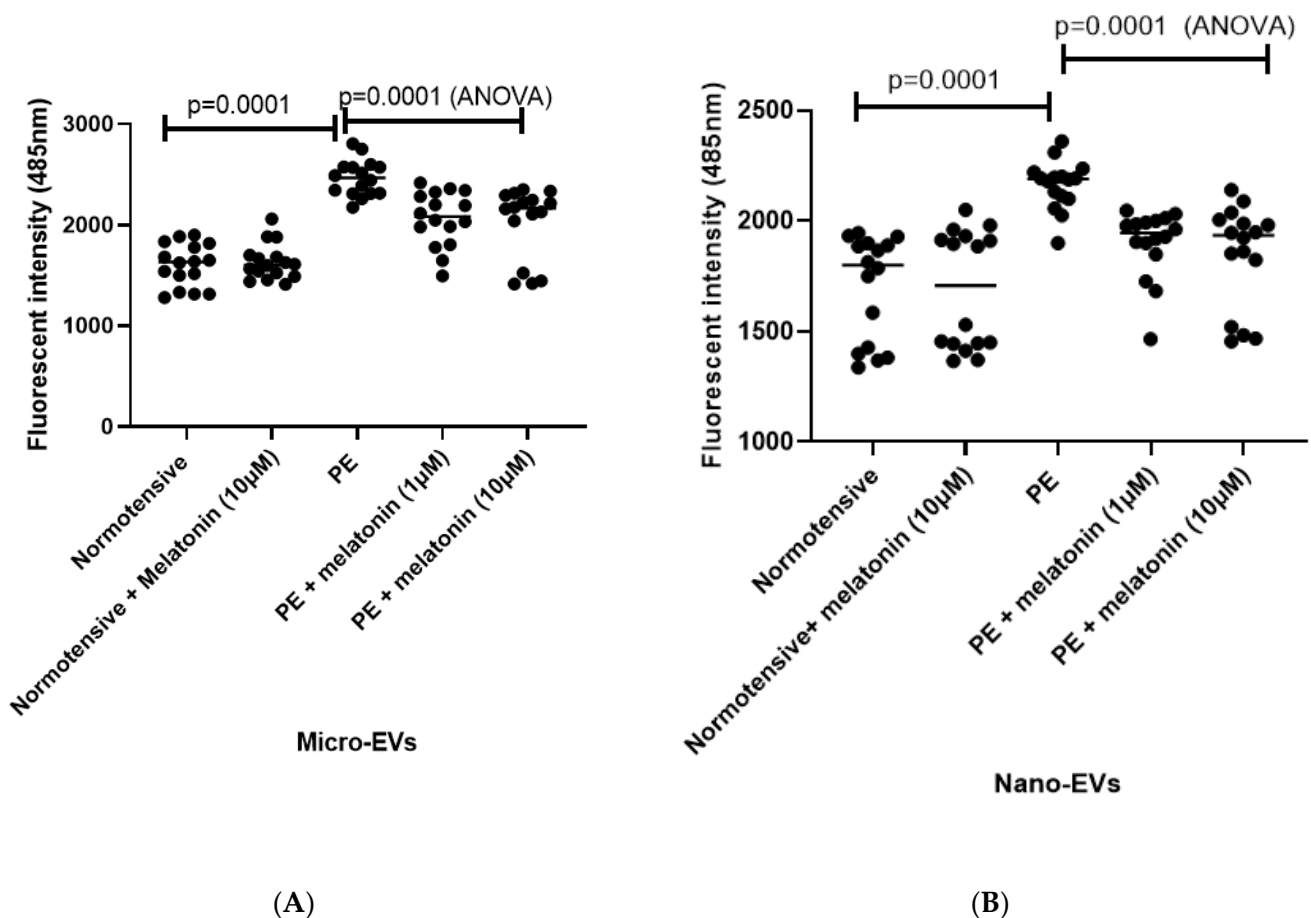 p=0.0001
p=0.0001 (ANOVA)
Fluorescent intensity (485nm)
3000
2000
1000
0
Normotensive
Normotensive + Melatonin (10µM)
PE
PE + melatonin (1µM)
PE + melatonin (10µM)
Micro-EVs
(A)
p=0.0001 (ANOVA)
p=0.0001
Fluorescent intensity (485nm)
2500
2000
1500
1000
Normotensive
Normotensive+ melatonin (10µM)
PE
PE + melatonin (1µM)
PE + melatonin (10µM)
Nano-EVs
(B)